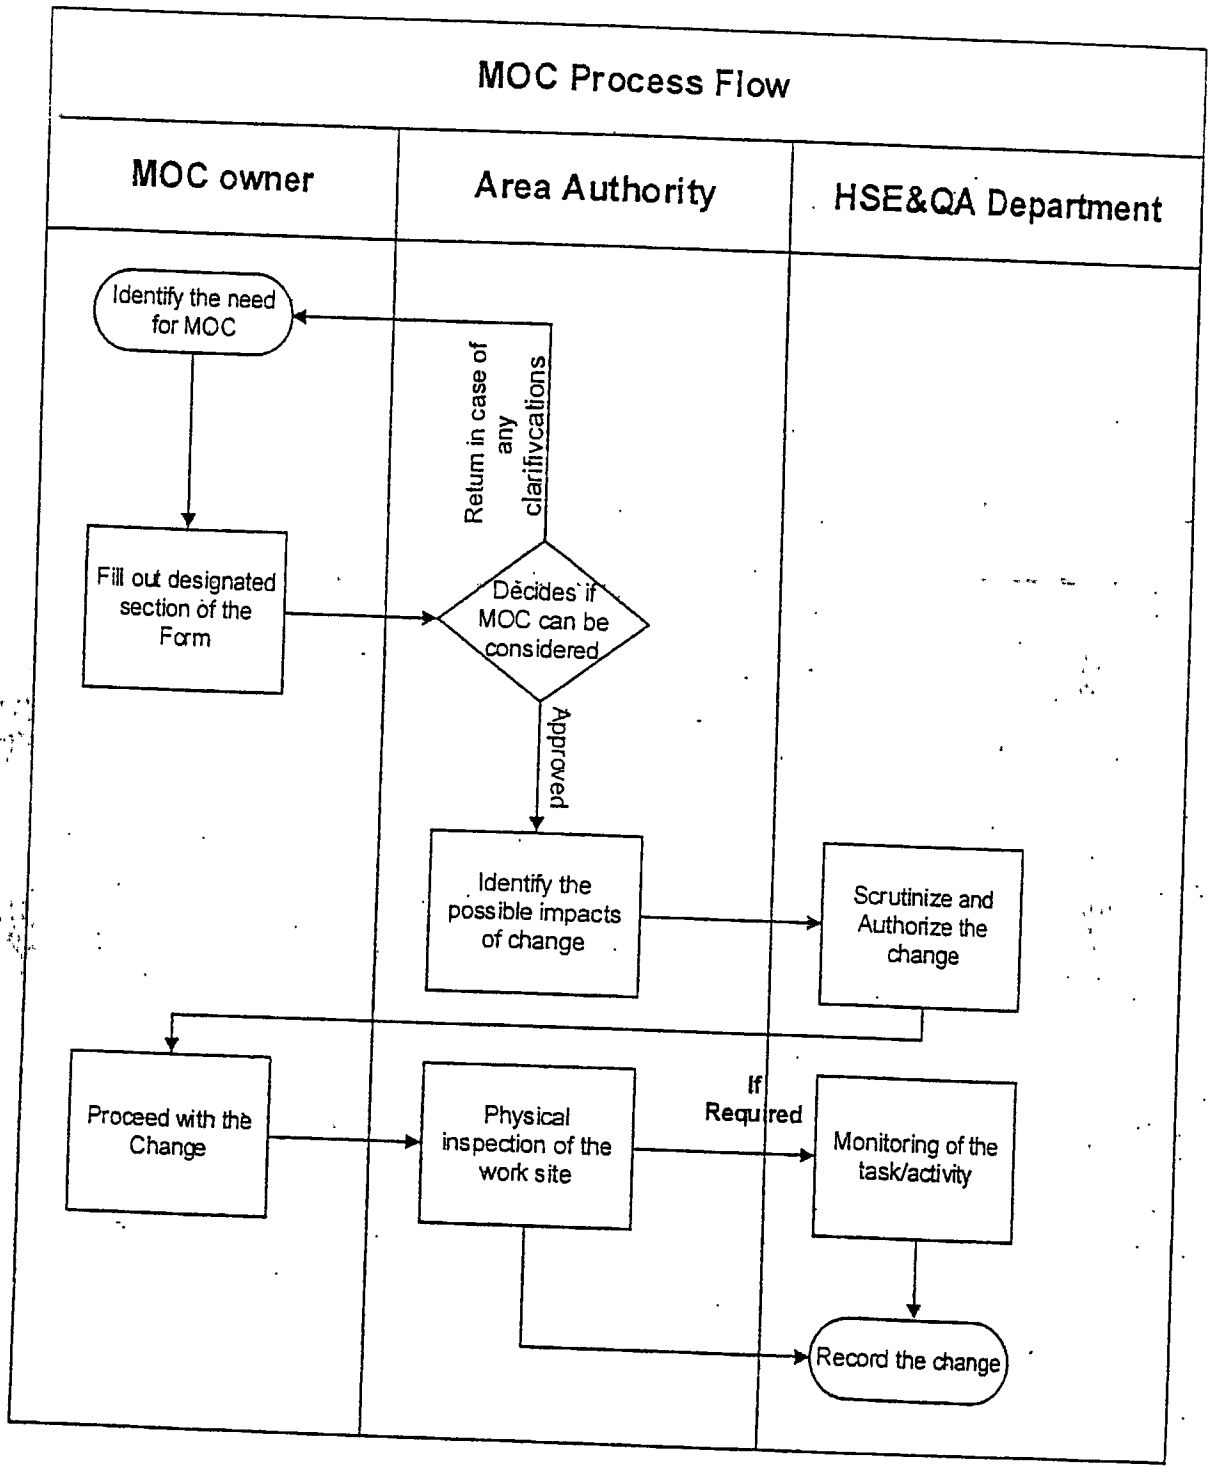 MOC Process Flow
MOC owner
Area Authority
HSE&QA Department
Identify the need
for MOC
Return in case of
any
clarifivcations
Fill out designated
section of the
Form
Decides if
MOC can be
considered
Approved
Identify the
possible impacts
of change
Scrutinize and
Authorize the
change
Proceed with the
Change
Physical
inspection of the
work site
If
Required
Monitoring of the
task/activity
Record the change